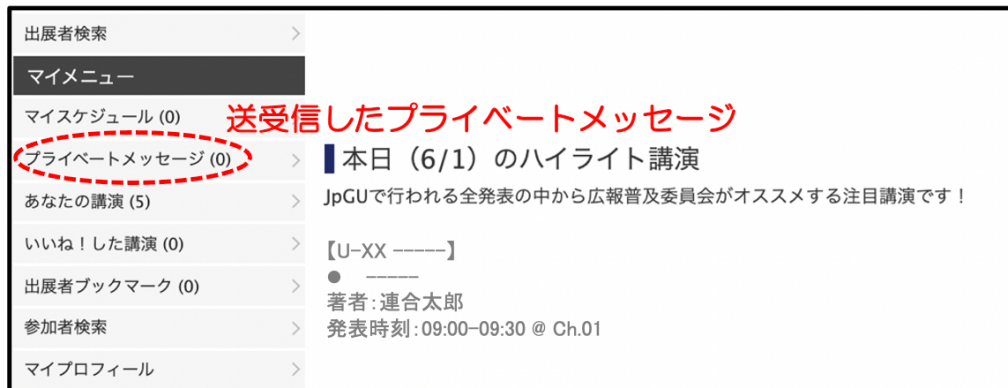 出展者検索
マイメニュー
マイスケジュール (0)
プライベートメッセージ (0)
あなたの講演 (5)
いいね！した講演 (0)
出展者ブックマーク (0)
参加者検索
マイプロフィール
送受信したプライベートメッセージ
本日（6/1）のハイライト講演
JpGUで行われる全発表の中から広報普及委員会がオススメする注目講演です！
【U-XX -----】
● -----
著者：連合太郎
発表時刻：09:00-09:30 @ Ch.01